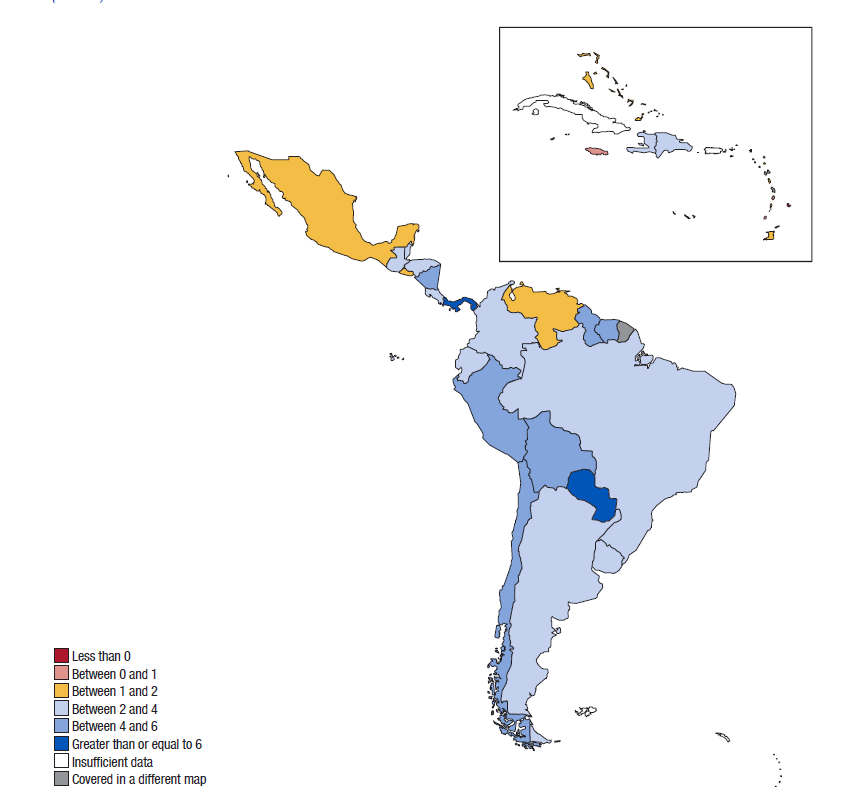 Less than 0
Between 0 and 1
Between 1 and 2
Between 2 and 4
Between 4 and 6
Greater than or equal to 6
Insufficient data
Covered in a different map